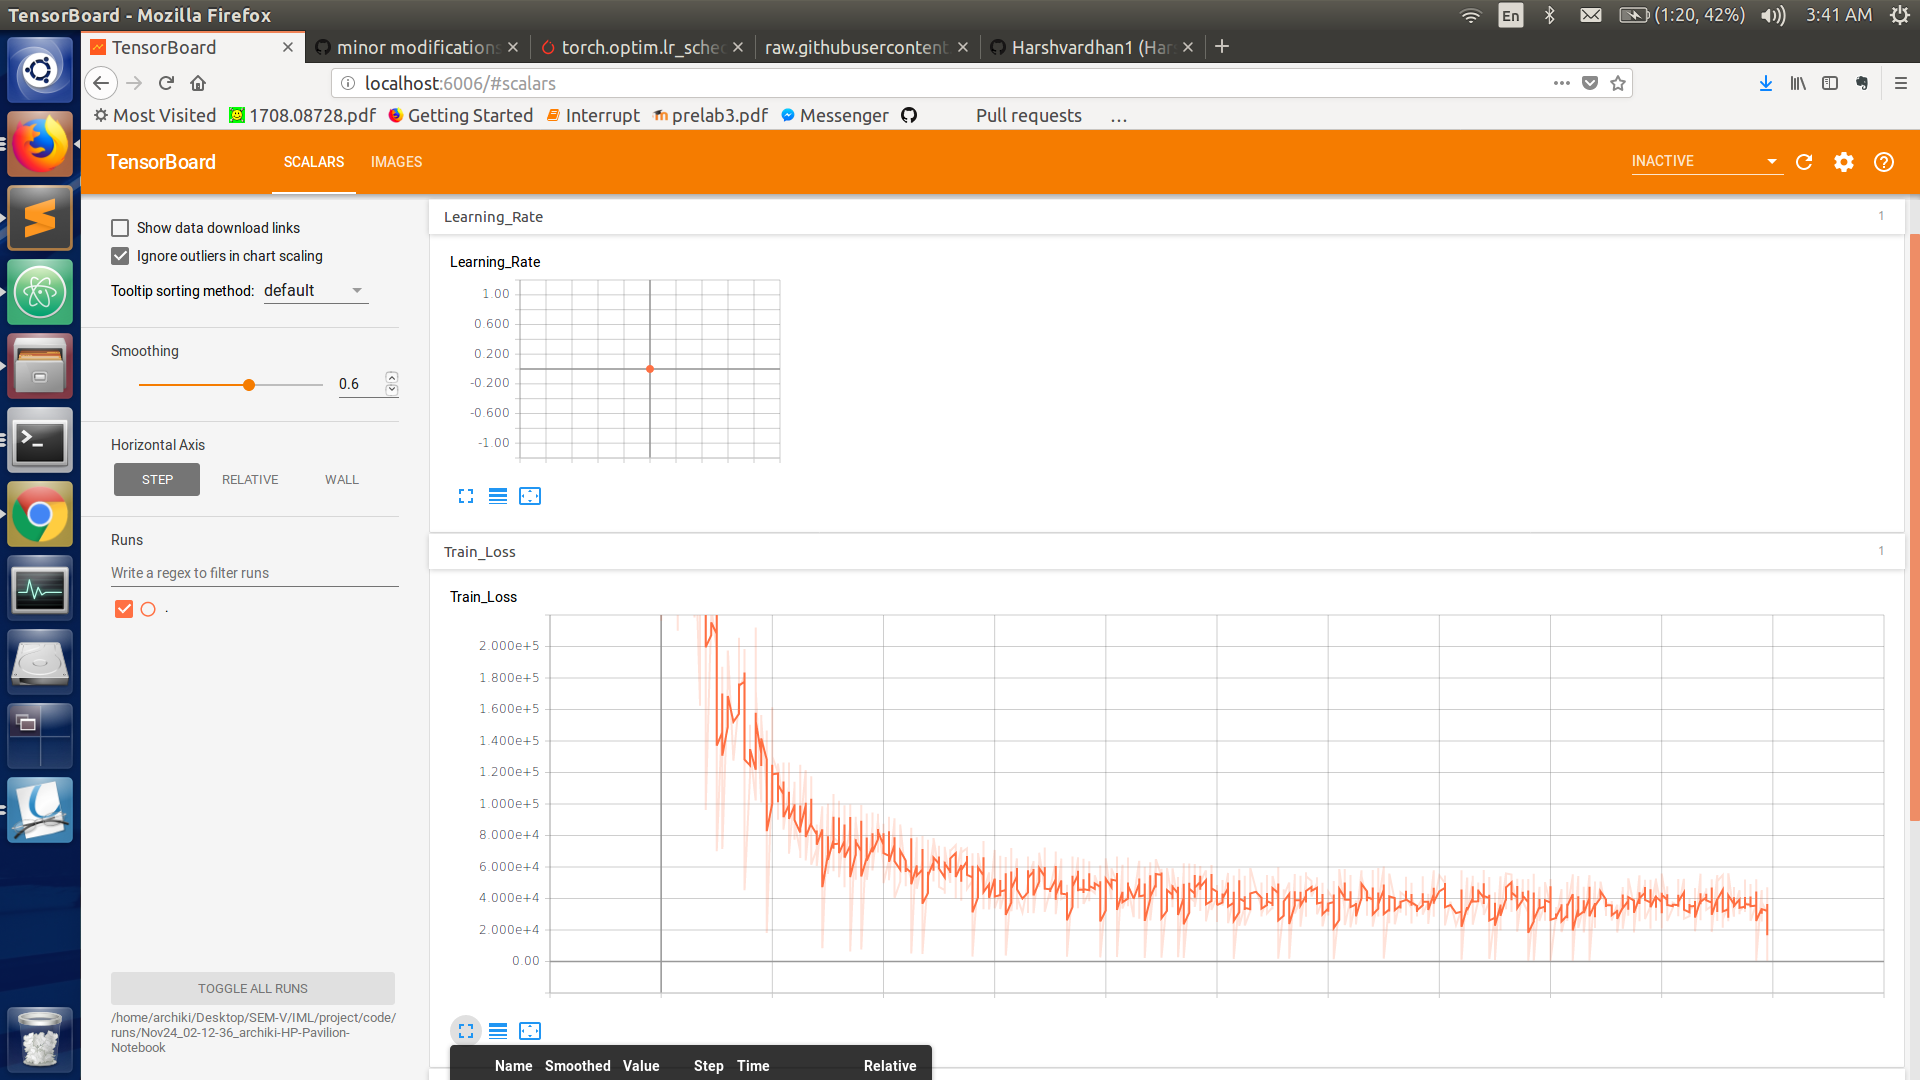 TensorBoard - Mozilla Firefox
En (1:20, 42%) 3:41 AM
TensorBoard minor modifications torch.optim.lr_sche raw.githubusercontent Harshvardhan1 (Har
localhost:6006/#scalars
Most Visited 1708.08728.pdf Getting Started Interrupt prelab3.pdf Messenger Pull requests ...
TensorBoard SCALARS IMAGES INACTIVE
Show data download links
Ignore outliers in chart scaling
Tooltip sorting method: default
Smoothing
0.6
Horizontal Axis
STEP RELATIVE WALL
Runs
Write a regex to filter runs
.
TOGGLE ALL RUNS
/home/archiki/Desktop/SEM-V/IML/project/code/
runs/Nov24_02-12-36_archiki-HP-Pavilion-
Notebook
Learning_Rate 1
Learning_Rate
1.00
0.600
0.200
-0.200
-0.600
-1.00
Train_Loss 1
Train_Loss
2.000e+5
1.800e+5
1.600e+5
1.400e+5
1.200e+5
1.000e+5
8.000e+4
6.000e+4
4.000e+4
2.000e+4
0.00
Name Smoothed Value Step Time Relative